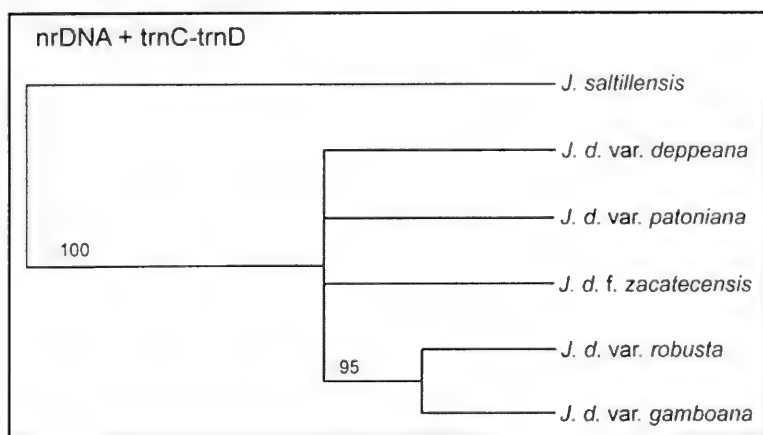 nrDNA + trnC-trnD
J. saltillensis
J. d. var. deppeana
J. d. var. patoniana
100
J. d. f. zacatecensis
J. d. var. robusta
95
J. d. var. gamboana